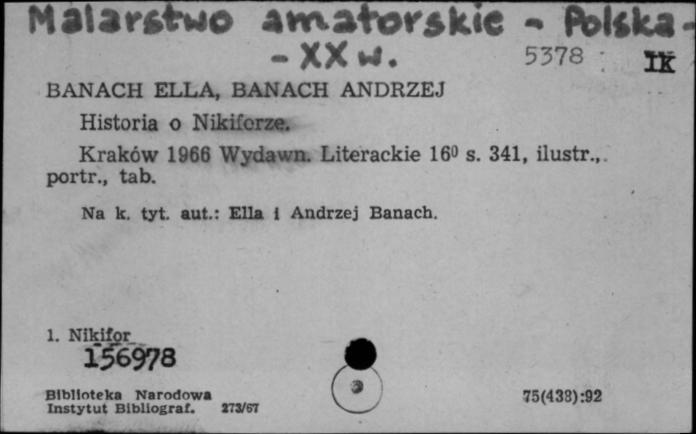 Malarstwo amatorskie - Polska -
- XX w.
5378 IK
BANACH ELLA, BANACH ANDRZEJ
Historia o Nikiforze.
Kraków 1966 Wydawn. Literackie 16⁰ s. 341, ilustr.,
portr., tab.
Na k. tyt. aut.: Ella i Andrzej Banach.
1. Nikifor
156978
Biblioteka Narodowa
Instytut Bibliograf. 273/67
75(438):92